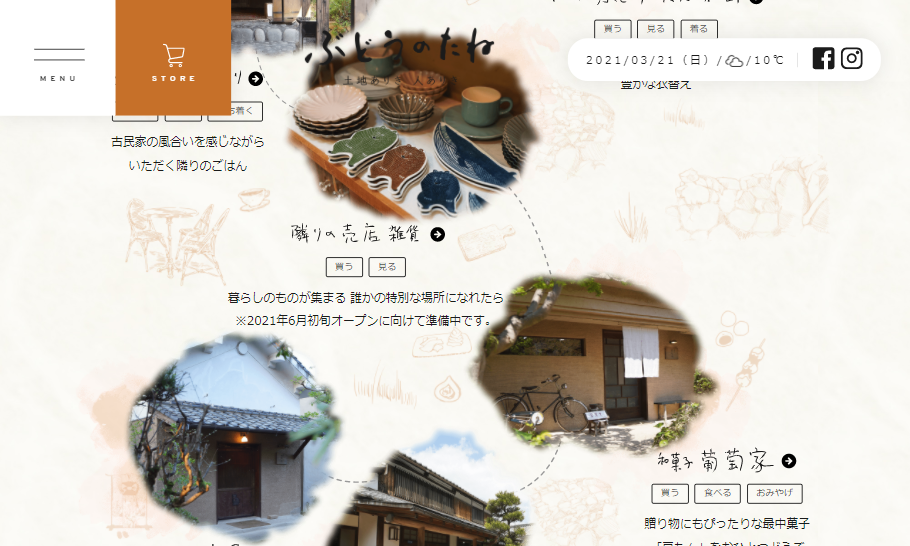 MENU
STORE
ぶどうのたね
土地あり
2021/03/21（日）/
/10℃
買う
見る
着る
豊かな衣替え
り
ち着く
古民家の風合いを感じながら
いただく隣りのごはん
隣りの売店 雑貨
買う
見る
暮らしのものが集まる 誰かの特別な場所になれたら
※2021年6月初旬オープンに向けて準備中です。
和菓子 葡萄家
買う
食べる
おみやげ
贈り物にもぴったりな最中菓子